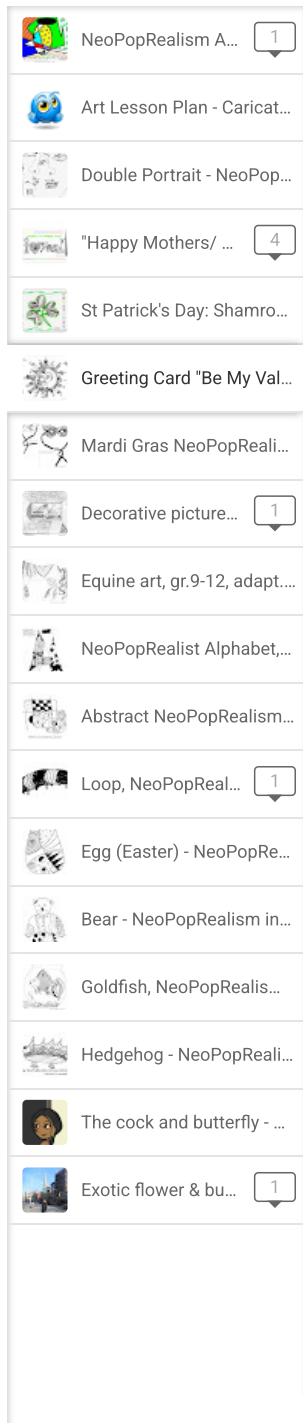 NeoPopRealism A...
1
Art Lesson Plan - Caricat...
Double Portrait - NeoPop...
"Happy Mothers/ ...
4
St Patrick's Day: Shamro...
Greeting Card "Be My Val...
Mardi Gras NeoPopReali...
Decorative picture...
1
Equine art, gr.9-12, adapt....
NeoPopRealist Alphabet,...
Abstract NeoPopRealism...
Loop, NeoPopReal...
1
Egg (Easter) - NeoPopRe...
Bear - NeoPopRealism in...
Goldfish, NeoPopRealis...
Hedgehog - NeoPopReali...
The cock and butterfly - ...
Exotic flower & bu...
1